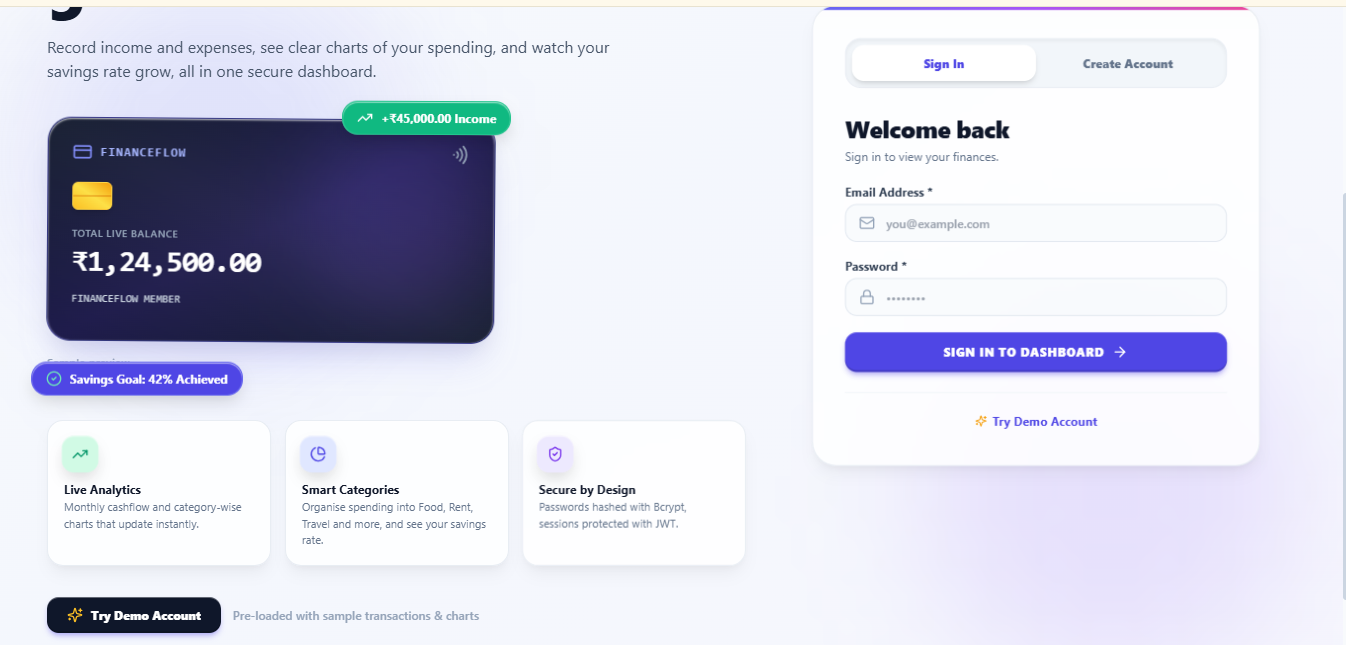 Record income and expenses, see clear charts of your spending, and watch your
savings rate grow, all in one secure dashboard.
+₹45,000.00 Income
FINANCEFLOW
TOTAL LIVE BALANCE
₹1,24,500.00
FINANCEFLOW MEMBER
Savings Goal: 42% Achieved
Live Analytics
Monthly cashflow and category-wise
charts that update instantly.
Smart Categories
Organise spending into Food, Rent,
Travel and more, and see your savings
rate.
Secure by Design
Passwords hashed with Bcrypt,
sessions protected with JWT.
Try Demo Account
Pre-loaded with sample transactions & charts
Sign In
Create Account
Welcome back
Sign in to view your finances.
Email Address *
you@example.com
Password *
••••••••
SIGN IN TO DASHBOARD
Try Demo Account